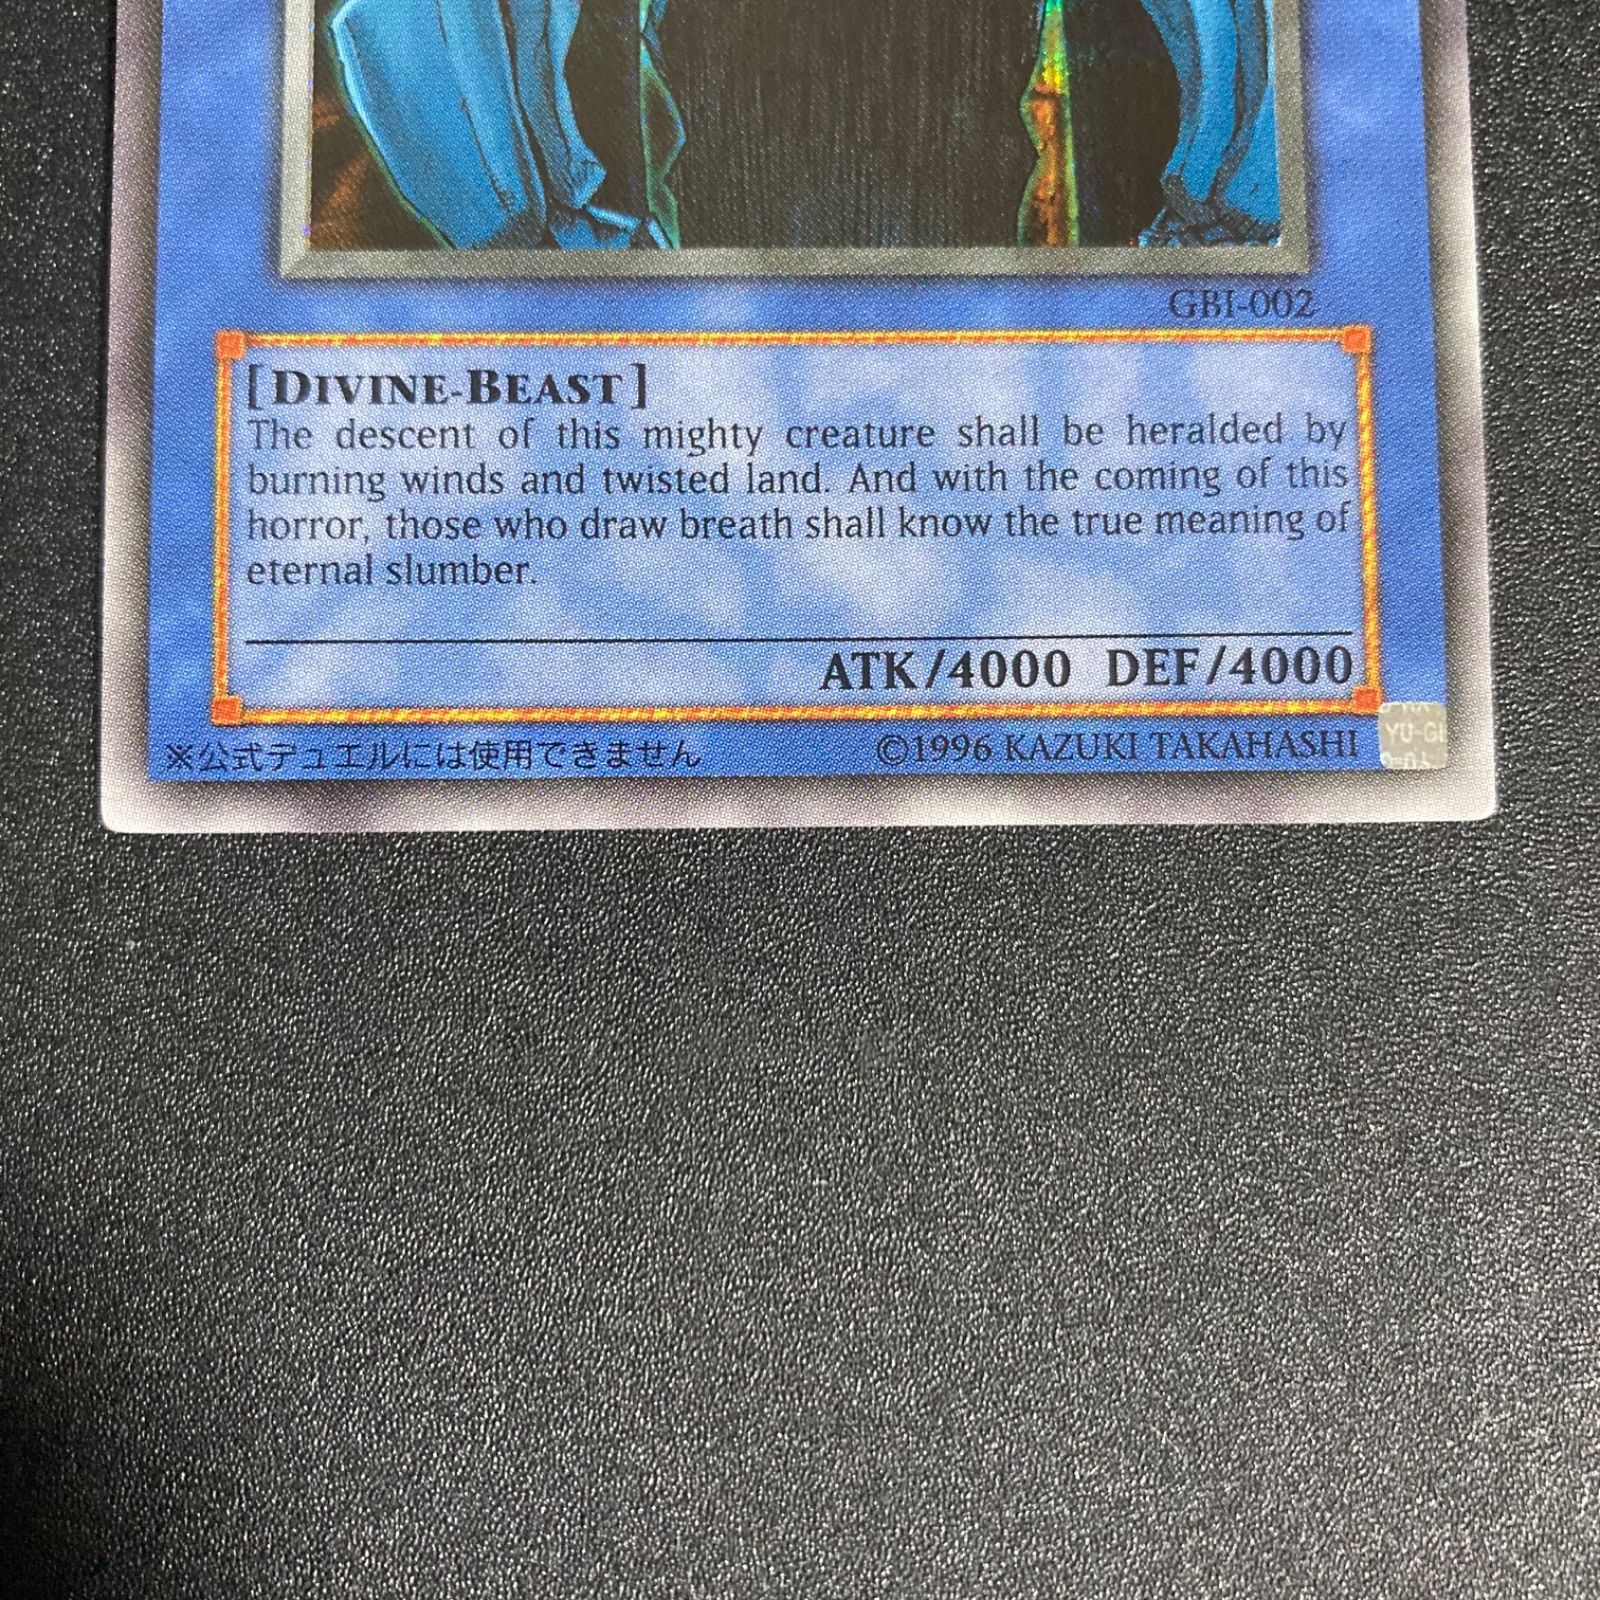 GBI-002
[DIVINE-BEAST]
The descent of this mighty creature shall be heralded by
burning winds and twisted land. And with the coming of this
horror, those who draw breath shall know the true meaning of
eternal slumber.
ATK/4000 DEF/4000
※公式デュエルには使用できません
©1996 KAZUKI TAKAHASHI
YU-GI